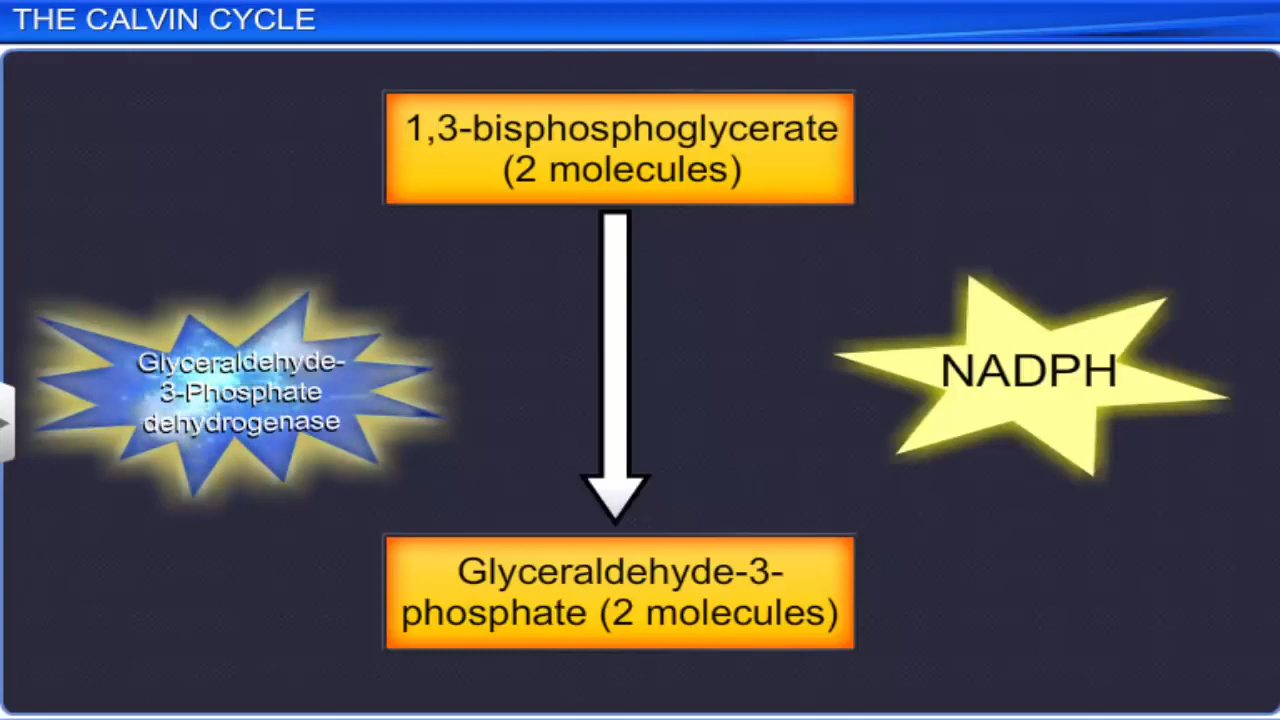 THE CALVIN CYCLE
1,3-bisphosphoglycerate
(2 molecules)
Glyceraldehyde-
3-Phosphate
dehydrogenase
NADPH
Glyceraldehyde-3-
phosphate (2 molecules)